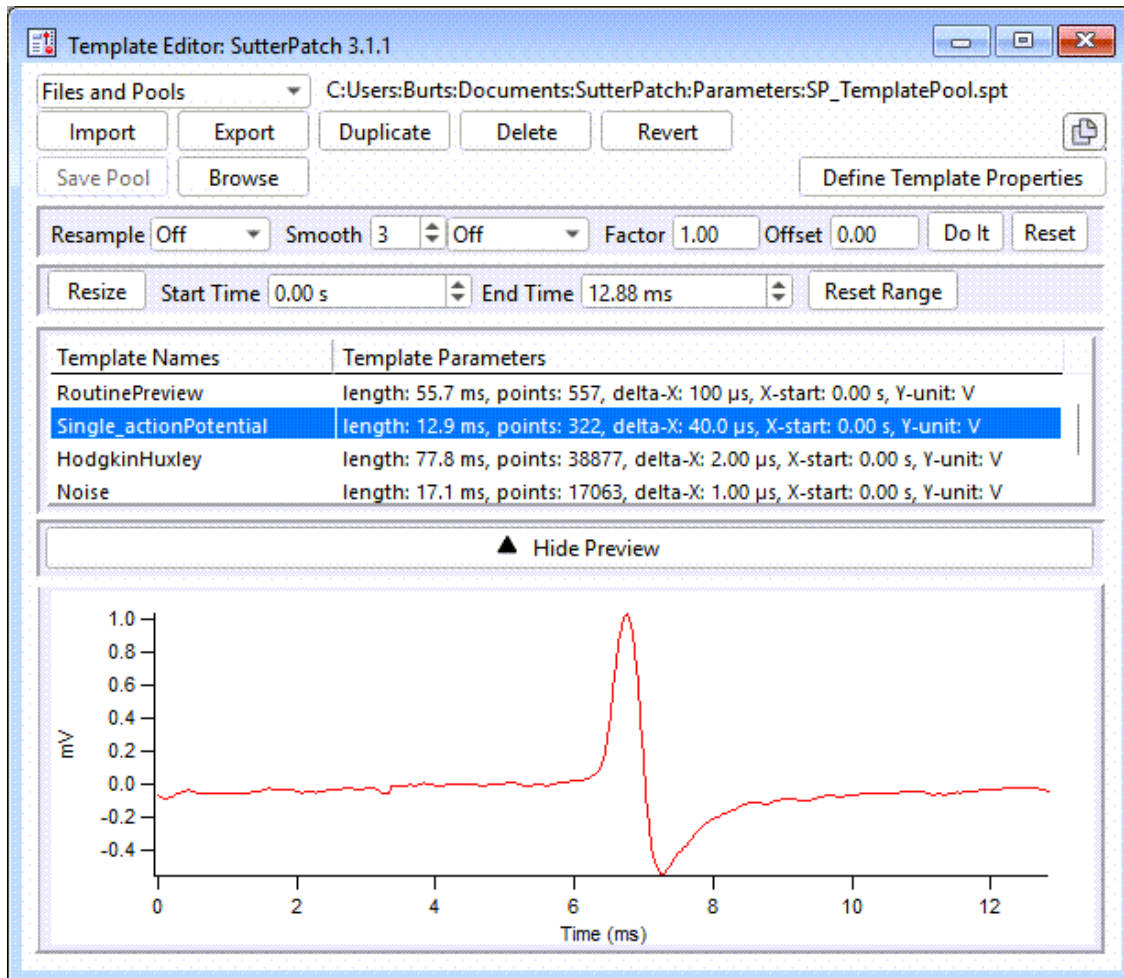 Template Editor: SutterPatch 3.1.1
Files and Pools C:Users:Burts:Documents:SutterPatch:Parameters:SP_TemplatePool.spt
Import Export Duplicate Delete Revert
Save Pool Browse Define Template Properties
Resample Off Smooth 3 Off Factor 1.00 Offset 0.00 Do It Reset
Resize Start Time 0.00 s End Time 12.88 ms Reset Range
Template Names Template Parameters
RoutinePreview length: 55.7 ms, points: 557, delta-X: 100 µs, X-start: 0.00 s, Y-unit: V
Single_actionPotential length: 12.9 ms, points: 322, delta-X: 40.0 µs, X-start: 0.00 s, Y-unit: V
HodgkinHuxley length: 77.8 ms, points: 38877, delta-X: 2.00 µs, X-start: 0.00 s, Y-unit: V
Noise length: 17.1 ms, points: 17063, delta-X: 1.00 µs, X-start: 0.00 s, Y-unit: V
Hide Preview
1.0
0.8
0.6
0.4
mV
0.2
0.0
-0.2
-0.4
0 2 4 6 8 10 12
Time (ms)